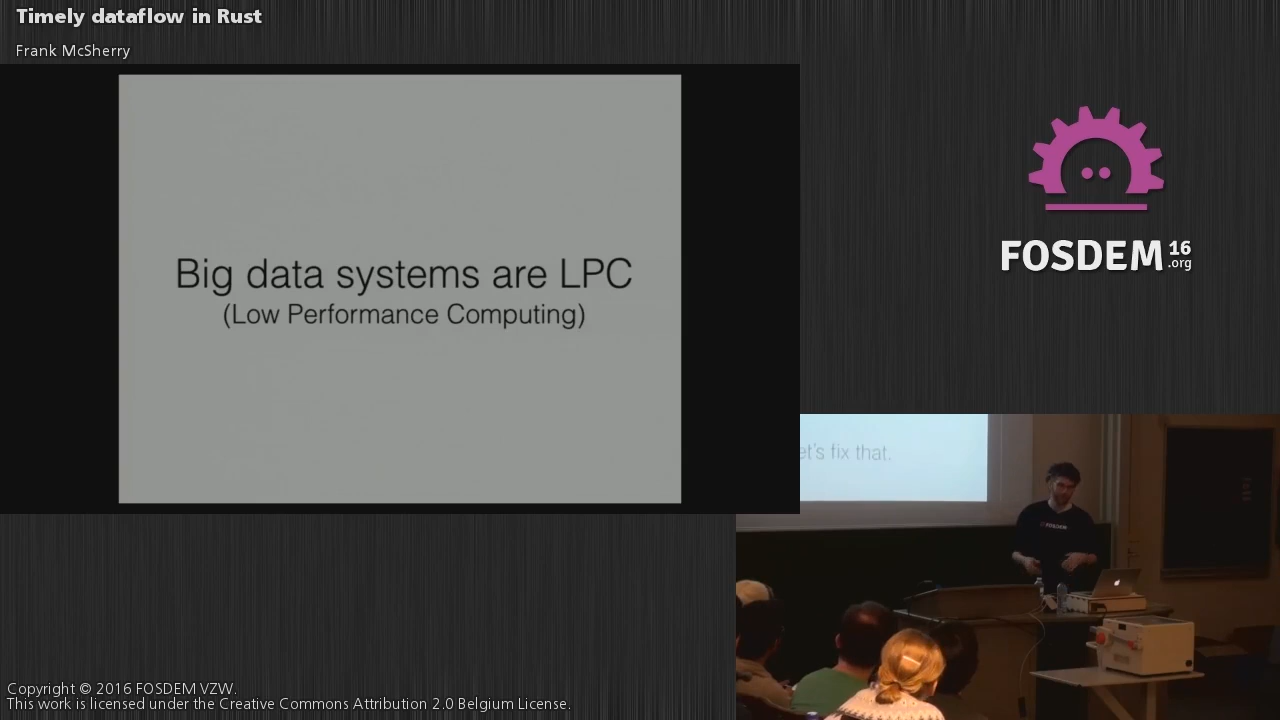 Timely dataflow in Rust
Frank McSherry
Big data systems are LPC
(Low Performance Computing)
FOSDEM 16
.org
et's fix that.
FOSDEM
Copyright © 2016 FOSDEM VZW.
This work is licensed under the Creative Commons Attribution 2.0 Belgium License.